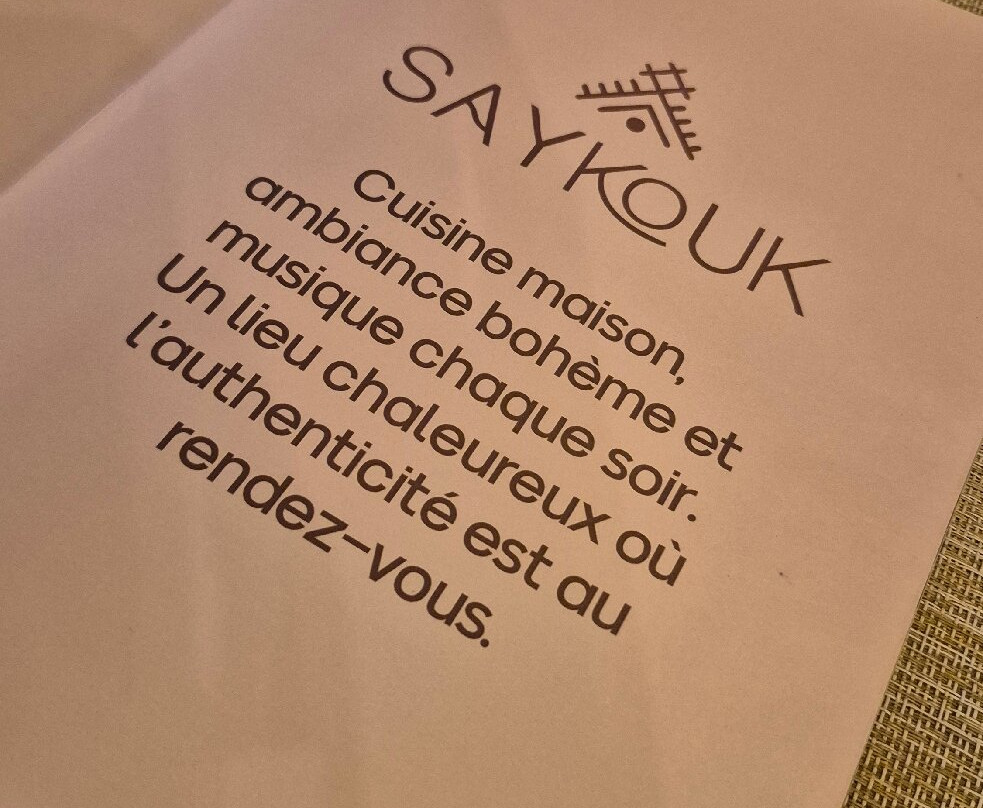 SAYKOUK
Cuisine maison,
ambiance bohème et
musique chaque soir.
Un lieu chaleureux où
l'authenticité est au
rendez-vous.